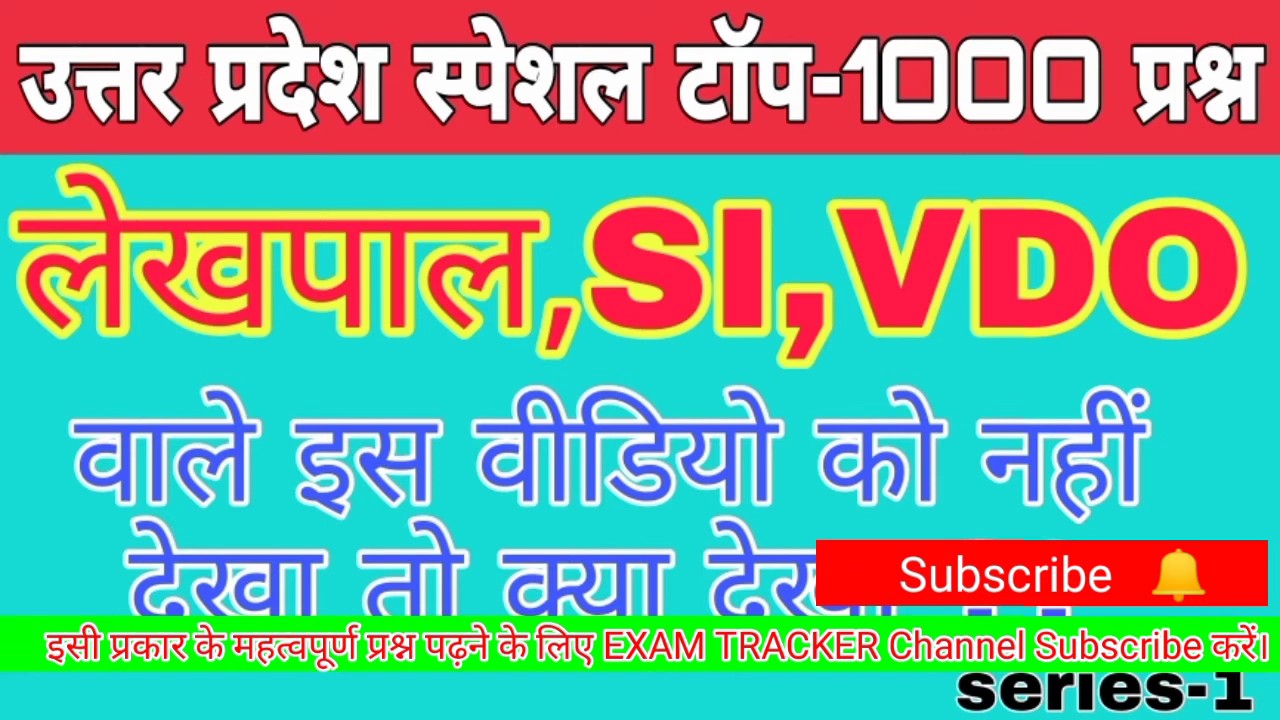 उत्तर प्रदेश स्पेशल टॉप-1000 प्रश्न
लेखपाल,SI,VDO
वाले इस वीडियो को नहीं
देखा तो क्या
Subscribe
इसी प्रकार के महत्वपूर्ण प्रश्न पढ़ने के लिए EXAM TRACKER Channel Subscribe करें।
series-1